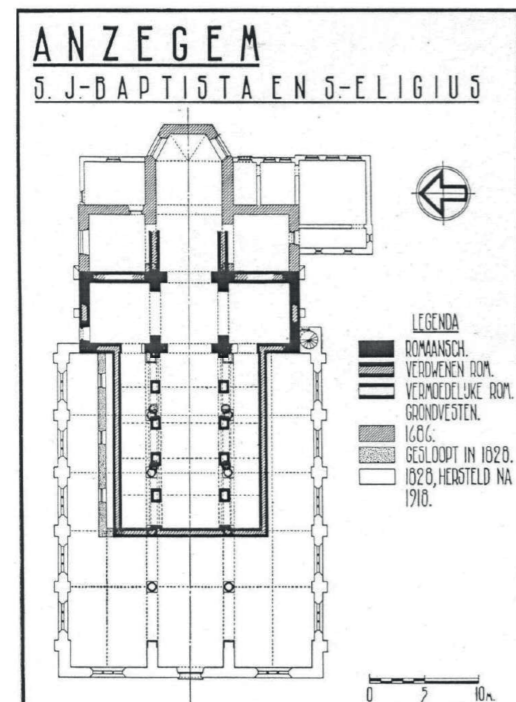 ANZEGEM
S. J.-BAPTISTA EN S.-ELIGIUS
LEGENDA
ROMAANSCH.
VERDWENEN ROM.
VERMOEDELIJKE ROM.
GRONDVESTEN.
1686.
GESLOOPT IN 1828.
1828, HERSTELD NA
1918.
0 5 10 M.